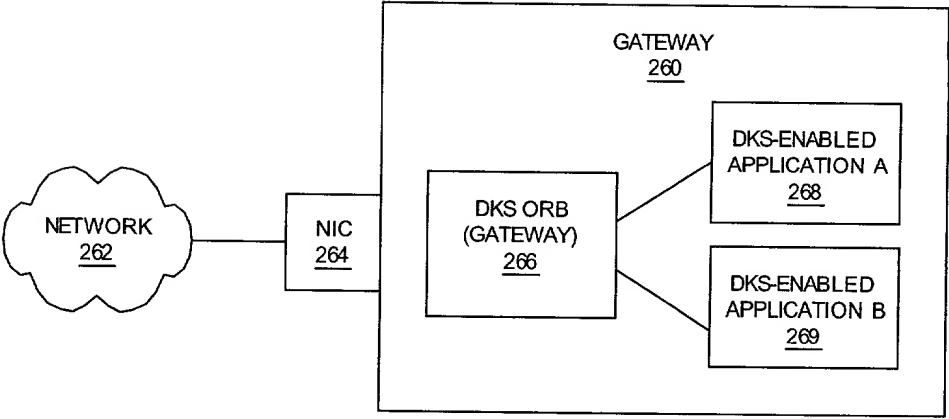 GATEWAY
260
NETWORK
262
NIC
264
DKS ORB
(GATEWAY)
266
DKS-ENABLED
APPLICATION A
268
DKS-ENABLED
APPLICATION B
269